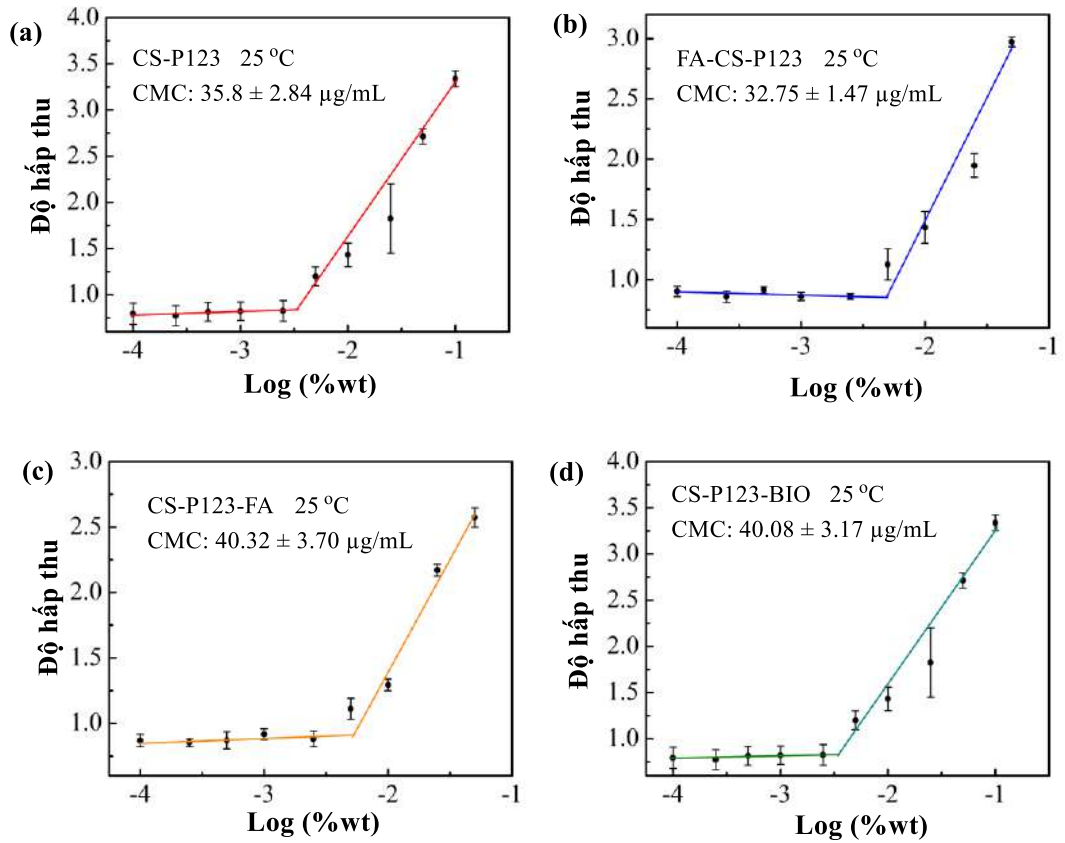 (a)
CS-P123 25 °C
CMC: 35.8 ± 2.84 µg/mL
4.0
3.5
3.0
2.5
2.0
1.5
1.0
Độ hấp thu
-4 -3 -2 -1
Log (%wt)
(b)
FA-CS-P123 25 °C
CMC: 32.75 ± 1.47 µg/mL
3.0
2.5
2.0
1.5
1.0
Độ hấp thu
-4 -3 -2 -1
Log (%wt)
(c)
CS-P123-FA 25 °C
CMC: 40.32 ± 3.70 µg/mL
3.0
2.5
2.0
1.5
1.0
Độ hấp thu
-4 -3 -2 -1
Log (%wt)
(d)
CS-P123-BIO 25 °C
CMC: 40.08 ± 3.17 µg/mL
4.0
3.5
3.0
2.5
2.0
1.5
1.0
Độ hấp thu
-4 -3 -2 -1
Log (%wt)